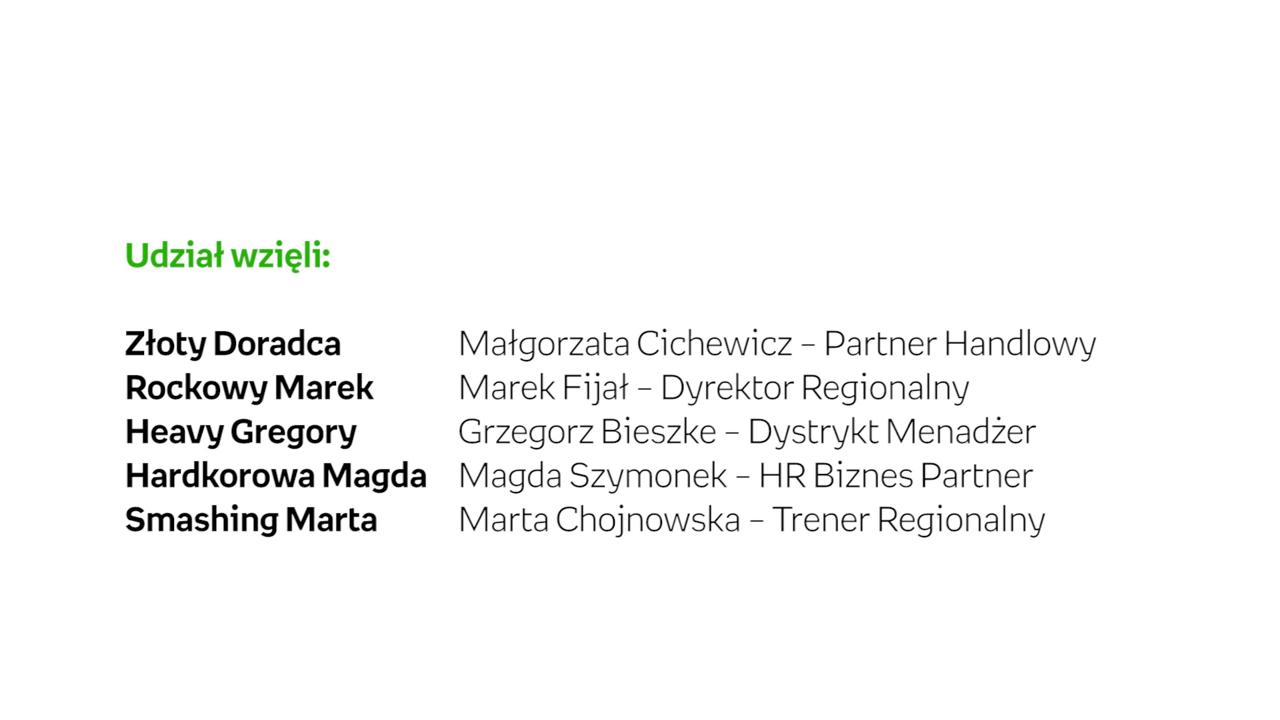 Udział wzięli:
Złoty Doradca Małgorzata Cichewicz – Partner Handlowy
Rockowy Marek Marek Fijał – Dyrektor Regionalny
Heavy Gregory Grzegorz Bieszke – Dystrykt Menadżer
Hardkorowa Magda Magda Szymonek – HR Biznes Partner
Smashing Marta Marta Chojnowska – Trener Regionalny